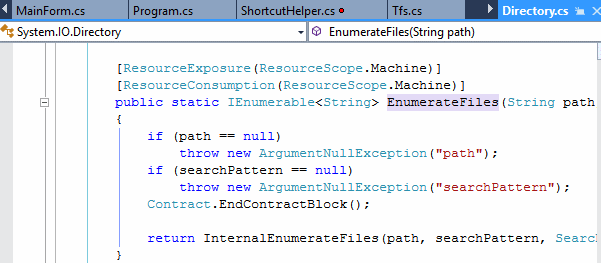 MainForm.cs Program.cs ShortcutHelper.cs Tfs.cs Directory.cs
System.IO.Directory EnumerateFiles(String path)
[ResourceExposure(ResourceScope.Machine)]
[ResourceConsumption(ResourceScope.Machine)]
public static IEnumerable<String> EnumerateFiles(String path
{
if (path == null)
throw new ArgumentNullException("path");
if (searchPattern == null)
throw new ArgumentNullException("searchPattern");
Contract.EndContractBlock();
return InternalEnumerateFiles(path, searchPattern, Searc
}